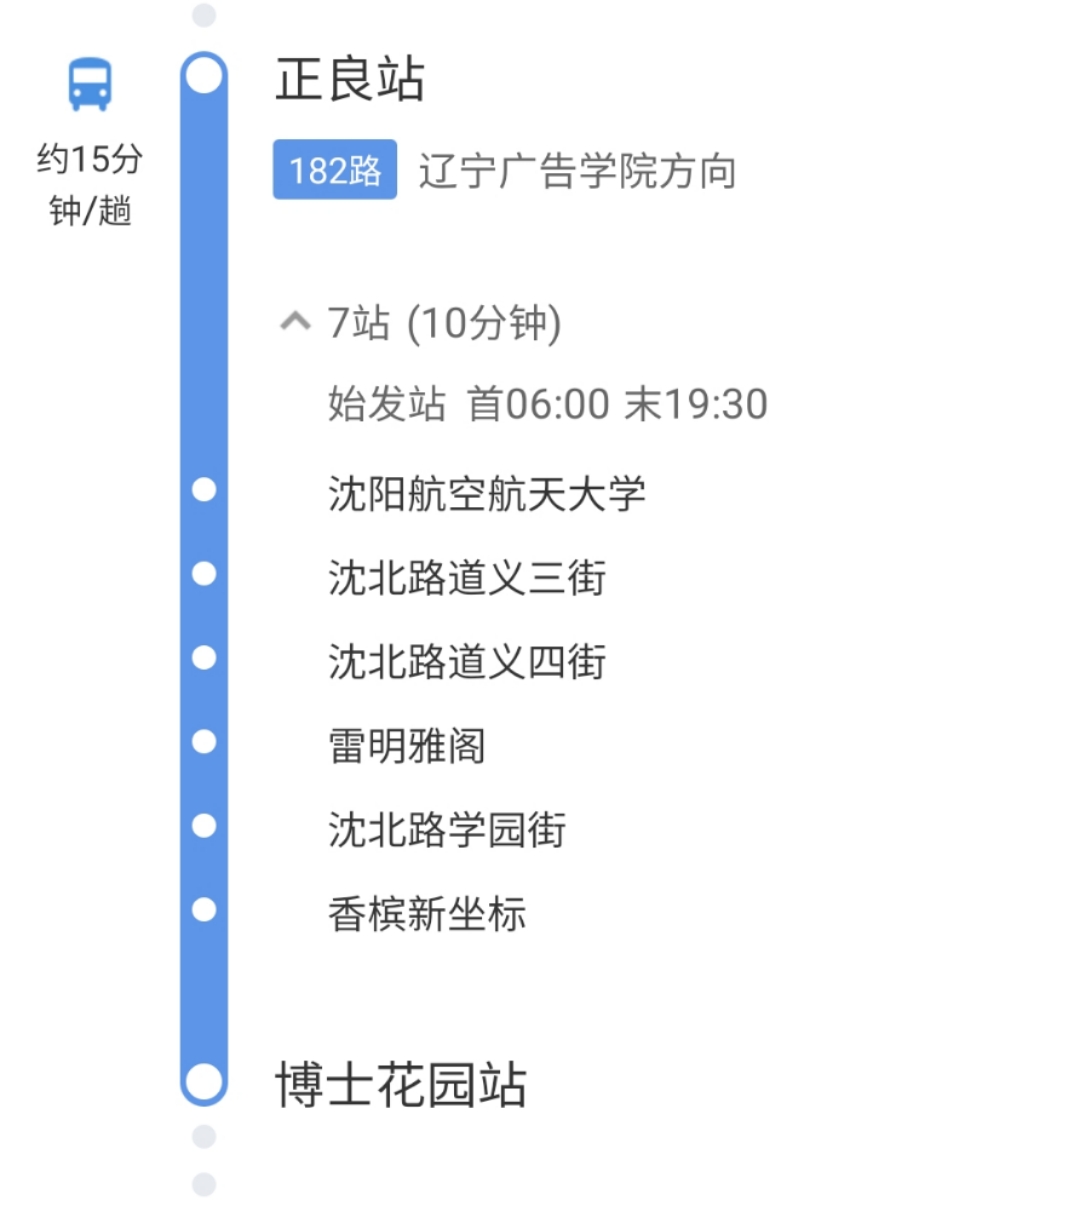 正良站
约15分
钟/趟
182路 辽宁广告学院方向
7站 (10分钟)
始发站 首06:00 末19:30
沈阳航空航天大学
沈北路道义三街
沈北路道义四街
雷明雅阁
沈北路学园街
香槟新坐标
博士花园站